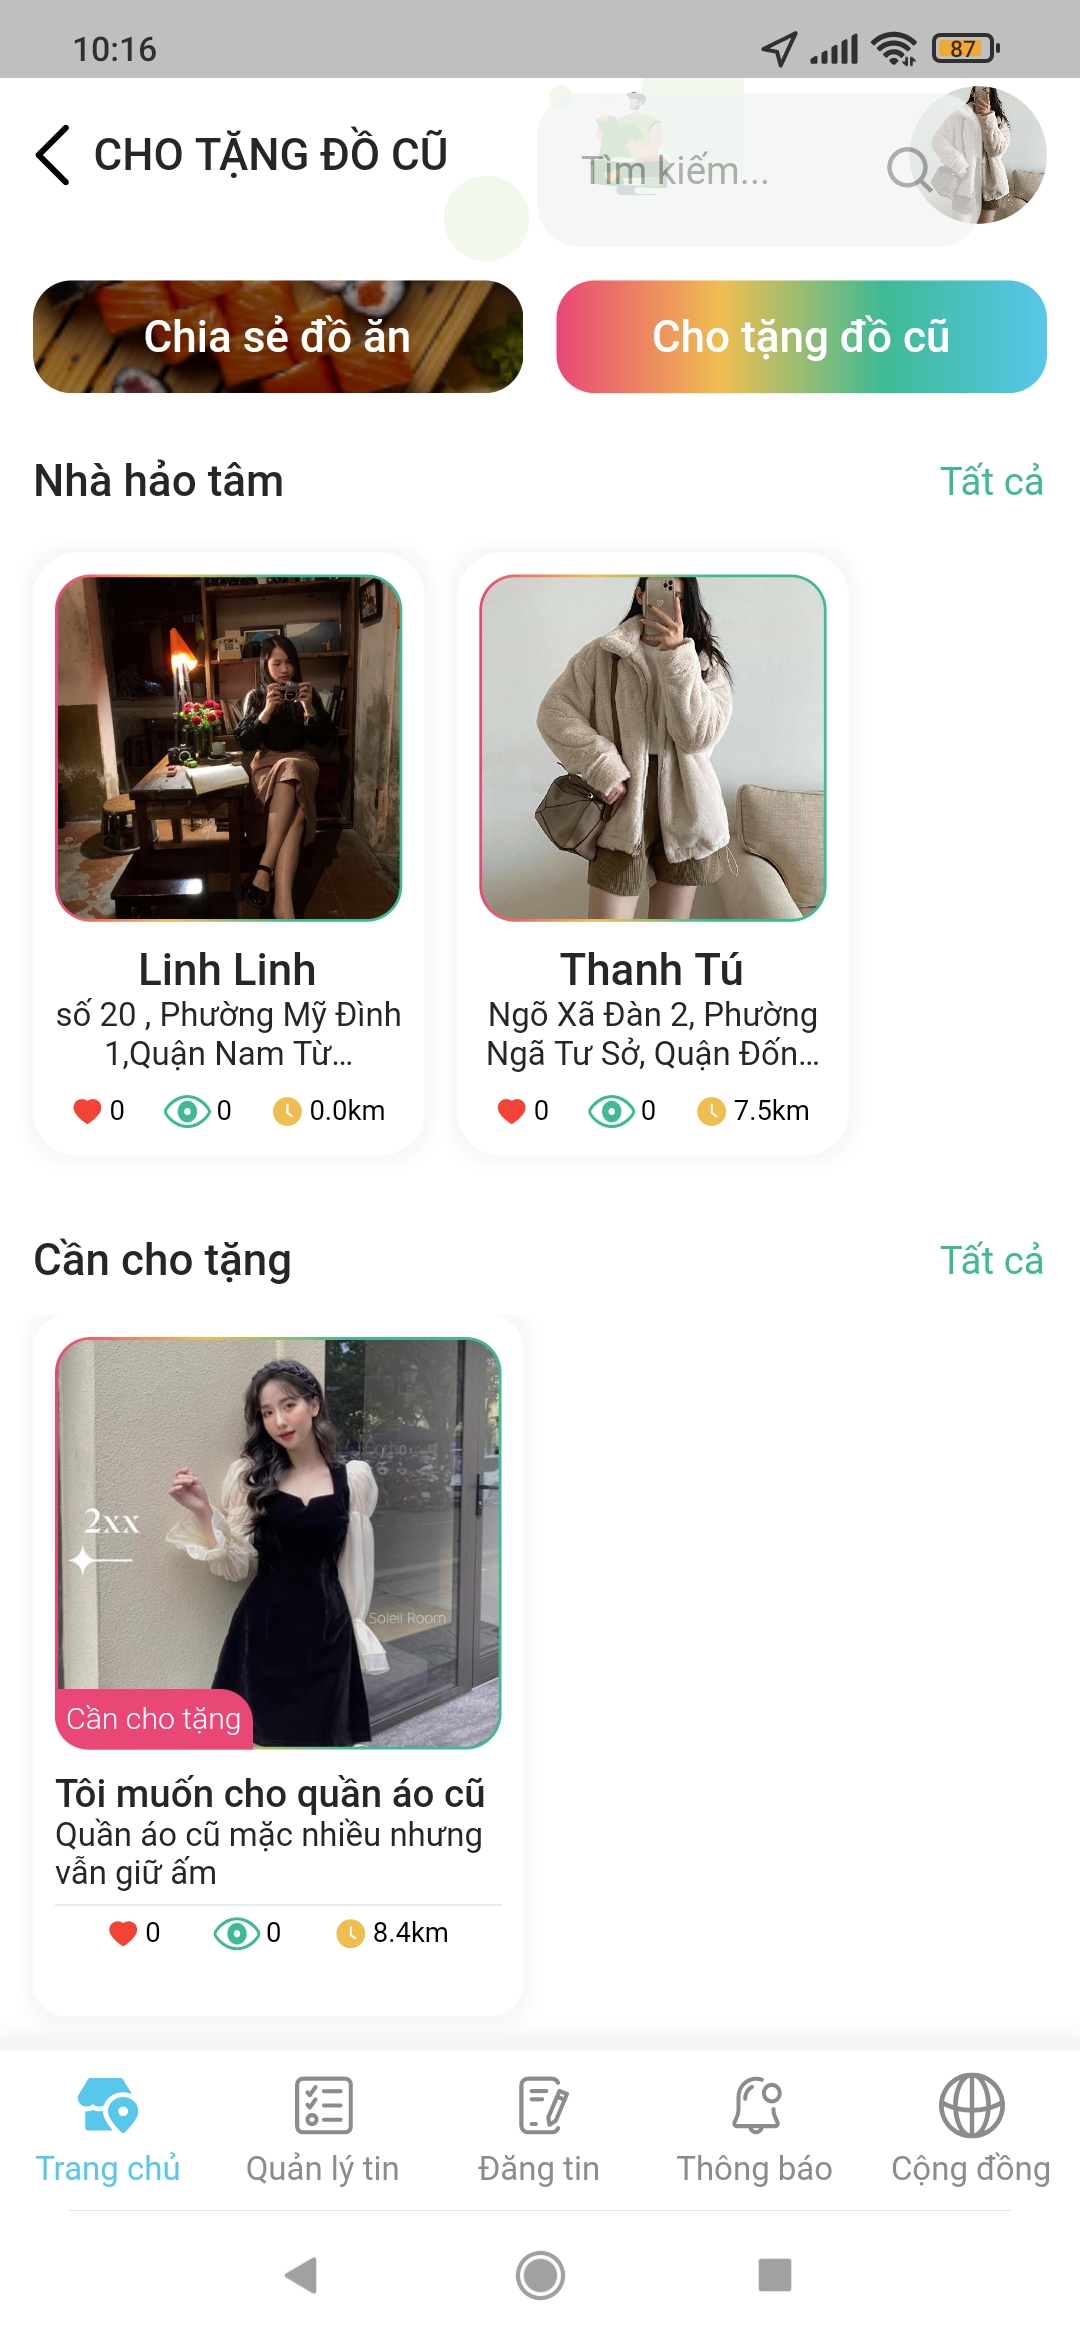 10:16
87
CHO TẶNG ĐỒ CŨ
Tìm kiếm...
Chia sẻ đồ ăn
Cho tặng đồ cũ
Nhà hảo tâm
Tất cả
Linh Linh
số 20 , Phường Mỹ Đình
1,Quận Nam Từ...
0
0
0.0km
Thanh Tú
Ngõ Xã Đàn 2, Phường
Ngã Tư Sở, Quận Đốn...
0
0
7.5km
Cần cho tặng
Tất cả
2xx
Soleil Room
Cần cho tặng
Tôi muốn cho quần áo cũ
Quần áo cũ mặc nhiều nhưng
vẫn giữ ấm
0
0
8.4km
Trang chủ
Quản lý tin
Đăng tin
Thông báo
Cộng đồng